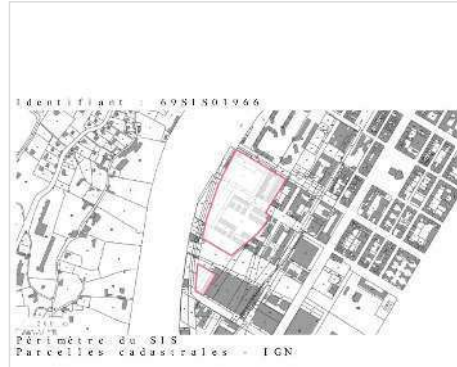 Identifiant : 69SIS01966
Périmètre du SIS
Parcelles cadastrales - IGN